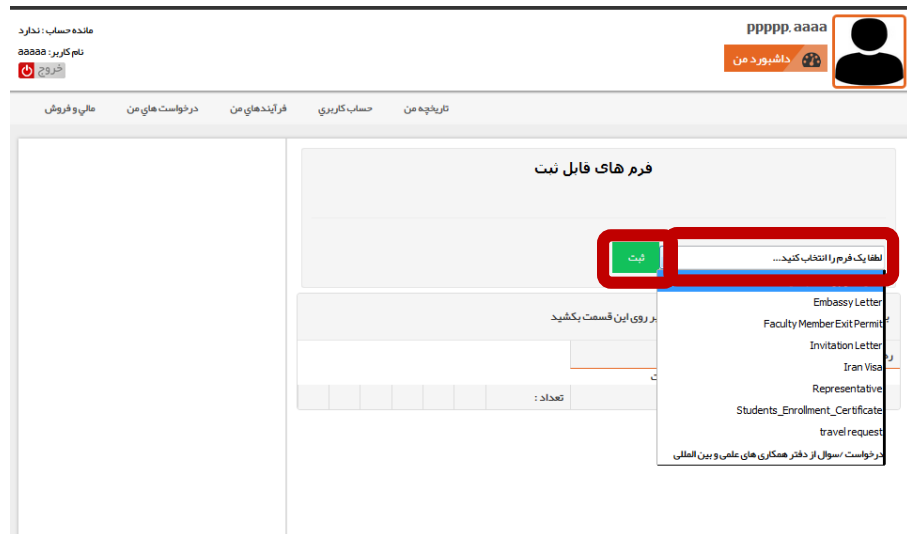 ppppp. aaaa
داشبورد من
مانده حساب : ندارد
نام کاربر : aaaaa
خروج
تاریخچه من
حساب کاربري
فرآیندهاي من
درخواست هاي من
مالي و فروش
فرم های قابل ثبت
لطفا یک فرم را انتخاب کنید...
ثبت
Embassy Letter
Faculty Member Exit Permit
Invitation Letter
Iran Visa
Representative
Students_Enrollment_Certificate
travel request
درخواست /سوال از دفتر همکاری های علمی و بین المللی
بر روی این قسمت بکشید
تعداد :